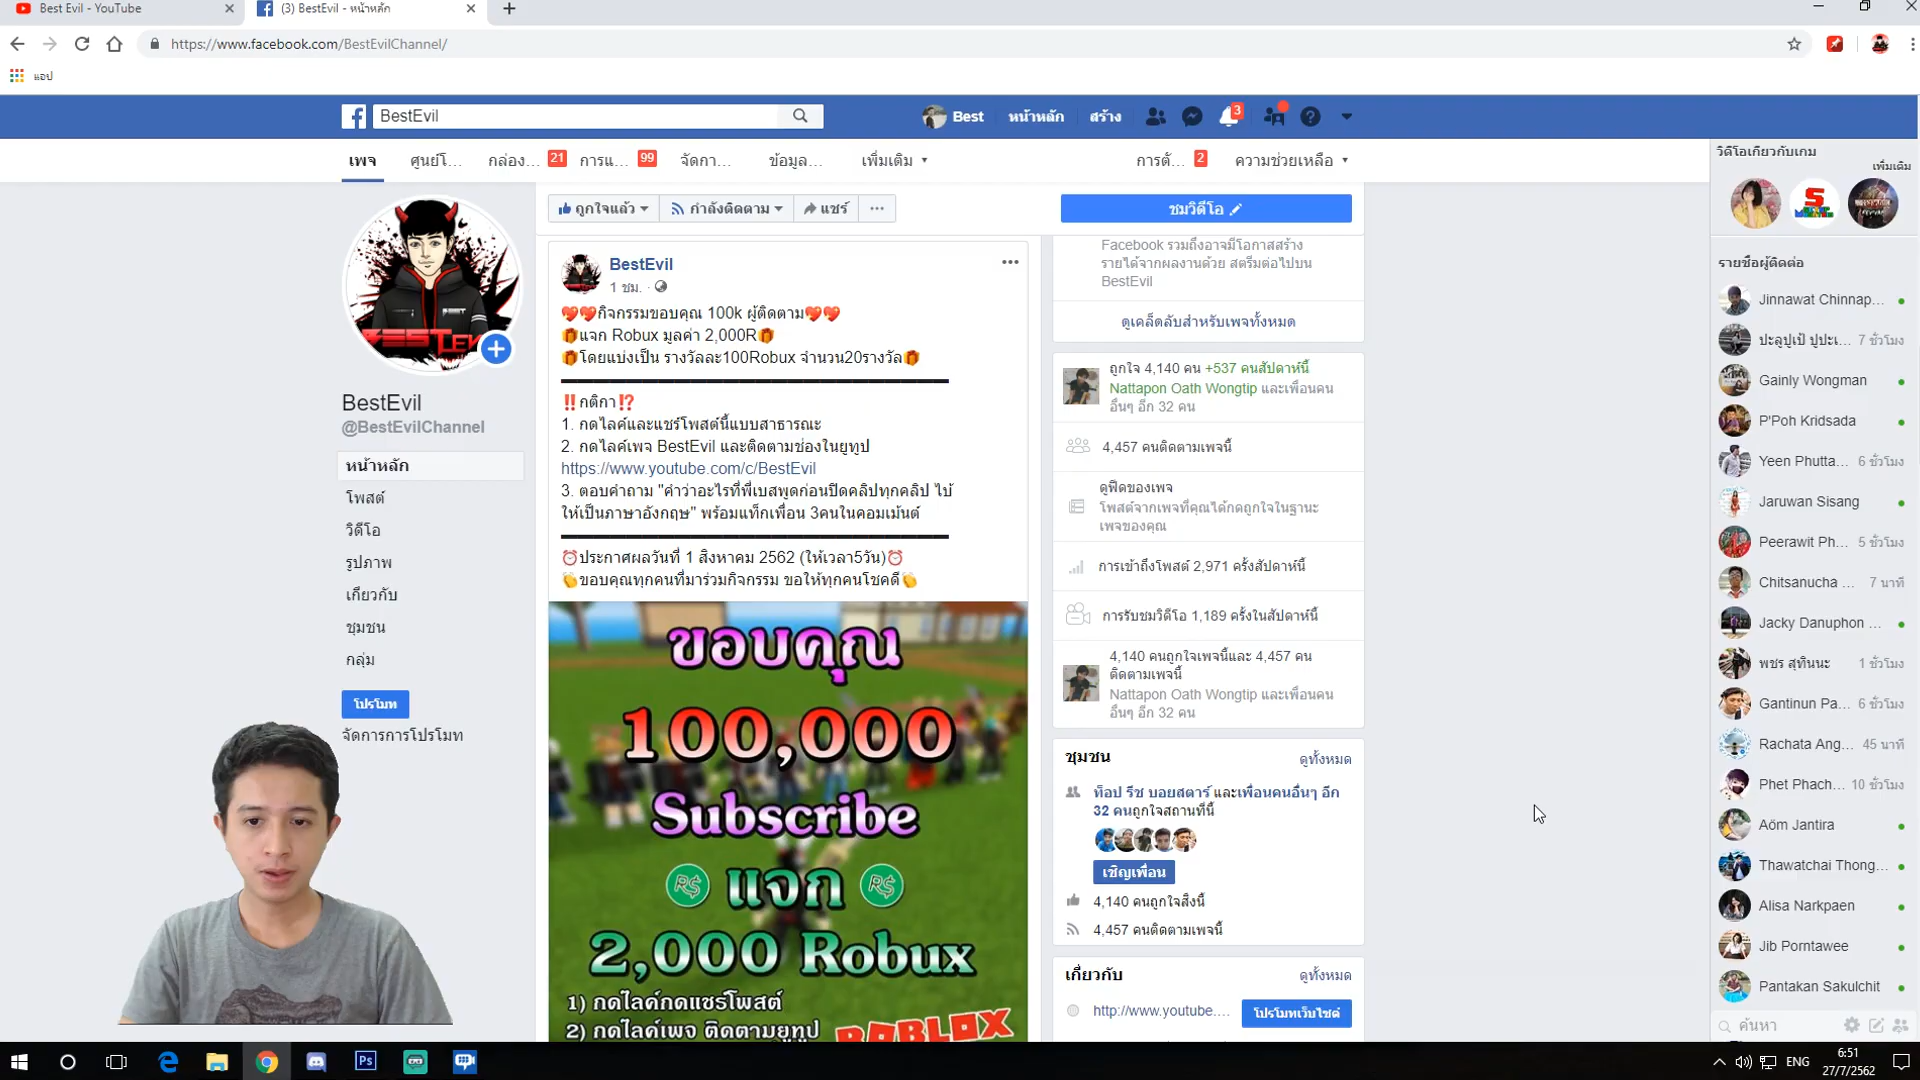 Best Evil - YouTube
(3) BestEvil - หน้าหลัก
https://www.facebook.com/BestEvilChannel/
แอป
BestEvil
Best
หน้าหลัก
สร้าง
3
เพจ
ศูนย์โ...
กล่อง...
21
การแ...
99
จัดกา...
ข้อมูล...
เพิ่มเติม
การตั้...
2
ความช่วยเหลือ
ถูกใจแล้ว
กำลังติดตาม
แชร์
ชมวิดีโอ
BestEvil
@BestEvilChannel
หน้าหลัก
โพสต์
วิดีโอ
รูปภาพ
เกี่ยวกับ
ชุมชน
กลุ่ม
โปรโมท
จัดการการโปรโมท
BestEvil
1 ชม.
กิจกรรมขอบคุณ 100k ผู้ติดตาม
แจก Robux มูลค่า 2,000R
โดยแบ่งเป็น รางวัลละ100Robux จำนวน20รางวัล
‼กติกา⁉
1. กดไลค์และแชร์โพสต์นี้แบบสาธารณะ
2. กดไลค์เพจ BestEvil และติดตามช่องในยูทูป
https://www.youtube.com/c/BestEvil
3. ตอบคำถาม "คำว่าอะไรที่พี่เบสพูดก่อนปิดคลิปทุกคลิป ใบ้
ให้เป็นภาษาอังกฤษ" พร้อมแท็กเพื่อน 3คนในคอมเม้นต์
ประกาศผลวันที่ 1 สิงหาคม 2562 (ให้เวลา5วัน)
ขอบคุณทุกคนที่มาร่วมกิจกรรม ขอให้ทุกคนโชคดี
ขอบคุณ
100,000
Subscribe
R$ แจก R$
2,000 Robux
1) กดไลค์กดแชร์โพสต์
2) กดไลค์เพจ ติดตามยูทูป
ROBLOX
Facebook รวมถึงอาจมีโอกาสสร้าง
รายได้จากผลงานด้วย สตรีมต่อไปบน
BestEvil
ดูเคล็ดลับสำหรับเพจทั้งหมด
ถูกใจ 4,140 คน +537 คนสัปดาห์นี้
Nattapon Oath Wongtip และเพื่อนคน
อื่นๆ อีก 32 คน
4,457 คนติดตามเพจนี้
ดูฟีดของเพจ
โพสต์จากเพจที่คุณได้กดถูกใจในฐานะ
เพจของคุณ
การเข้าถึงโพสต์ 2,971 ครั้งสัปดาห์นี้
การรับชมวิดีโอ 1,189 ครั้งในสัปดาห์นี้
4,140 คนถูกใจเพจนี้และ 4,457 คน
ติดตามเพจนี้
Nattapon Oath Wongtip และเพื่อนคน
อื่นๆ อีก 32 คน
ชุมชน
ดูทั้งหมด
ท็อป รีช บอยสตาร์ และเพื่อนคนอื่นๆ อีก
32 คนถูกใจสถานที่นี้
เชิญเพื่อน
4,140 คนถูกใจสิ่งนี้
4,457 คนติดตามเพจนี้
เกี่ยวกับ
ดูทั้งหมด
http://www.youtube....
โปรโมทเว็บไซต์
วิดีโอเกี่ยวกับเกม
เพิ่มเติม
รายชื่อผู้ติดต่อ
Jinnawat Chinnap...
ปะลูปูเป้ ปูปะเ... 7 ชั่วโมง
Gainly Wongman
P'Poh Kridsada
Yeen Phutta... 6 ชั่วโมง
Jaruwan Sisang
Peerawit Ph... 5 ชั่วโมง
Chitsanucha ... 7 นาที
Jacky Danuphon ...
พชร สุทินนะ 1 ชั่วโมง
Gantinun Pa... 6 ชั่วโมง
Rachata Ang... 45 นาที
Phet Phach... 10 ชั่วโมง
Aöm Jantira
Thawatchai Thong...
Alisa Narkpaen
Jib Porntawee
Pantakan Sakulchit
ค้นหา
Ps
ENG
6:51
27/7/2562